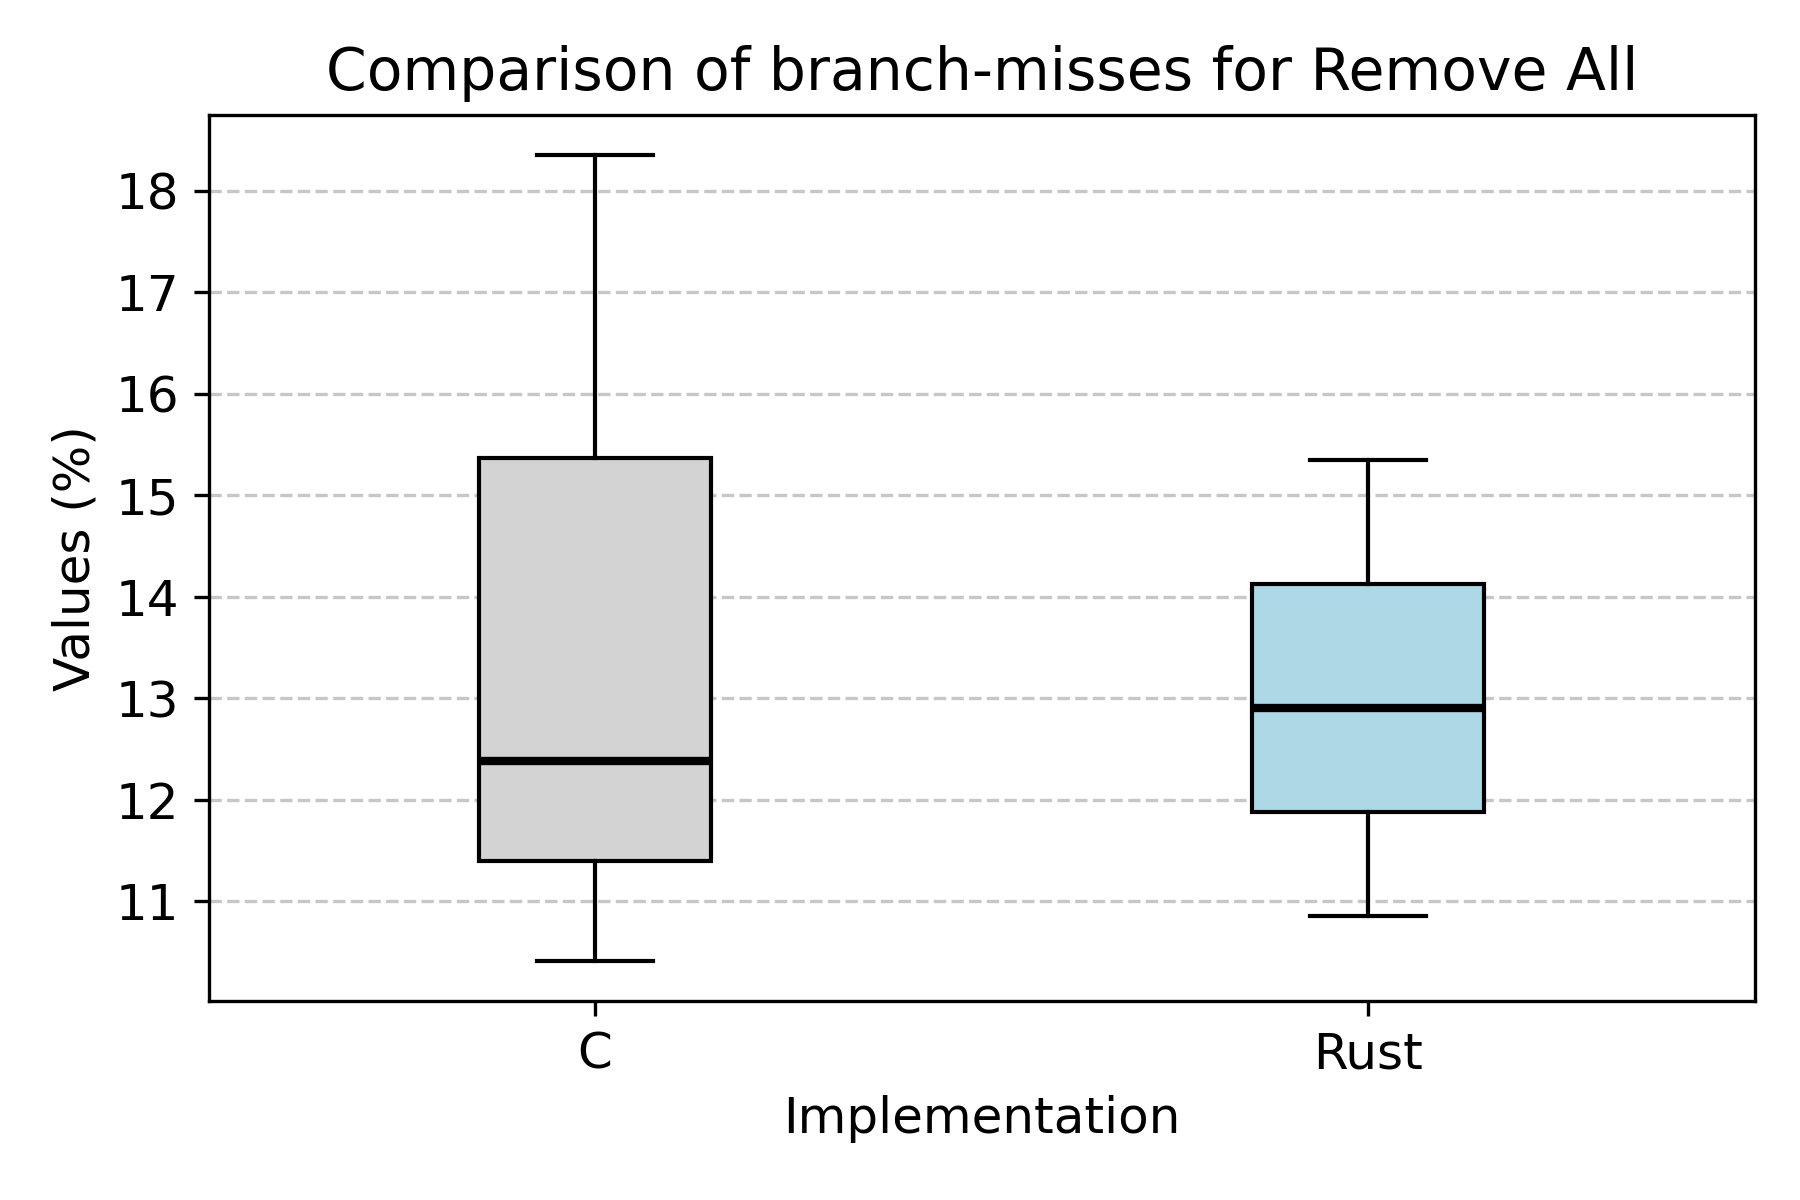 Comparison of branch-misses for Remove All
Values (%)
18
17
16
15
14
13
12
11
C
Rust
Implementation